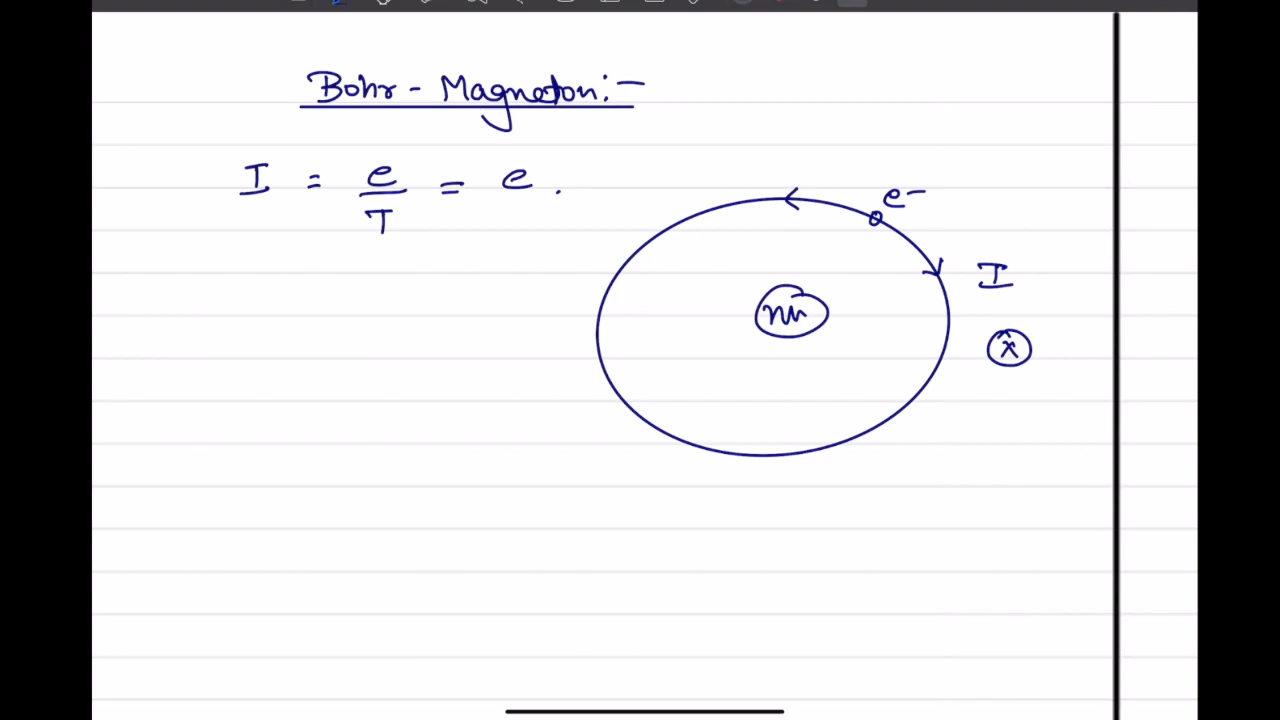 Bohr - Magneton :-
I = e/T = e .
e-
I